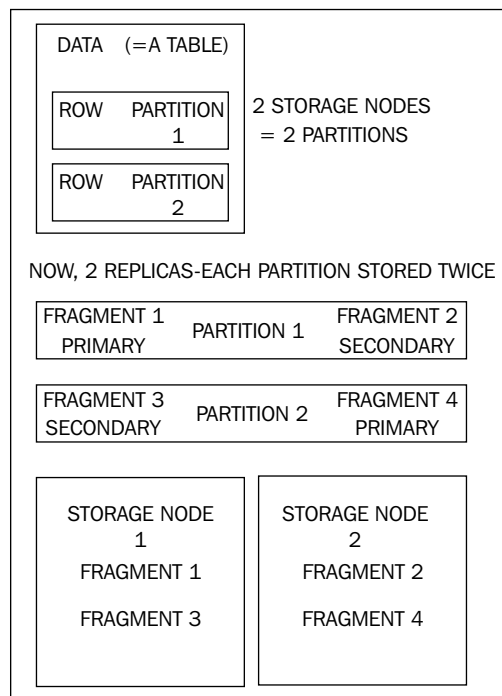 DATA (=A TABLE)
ROW PARTITION
1
ROW PARTITION
2
2 STORAGE NODES
= 2 PARTITIONS
NOW, 2 REPLICAS-EACH PARTITION STORED TWICE
FRAGMENT 1
PRIMARY
PARTITION 1
FRAGMENT 2
SECONDARY
FRAGMENT 3
SECONDARY
PARTITION 2
FRAGMENT 4
PRIMARY
STORAGE NODE
1
FRAGMENT 1
FRAGMENT 3
STORAGE NODE
2
FRAGMENT 2
FRAGMENT 4